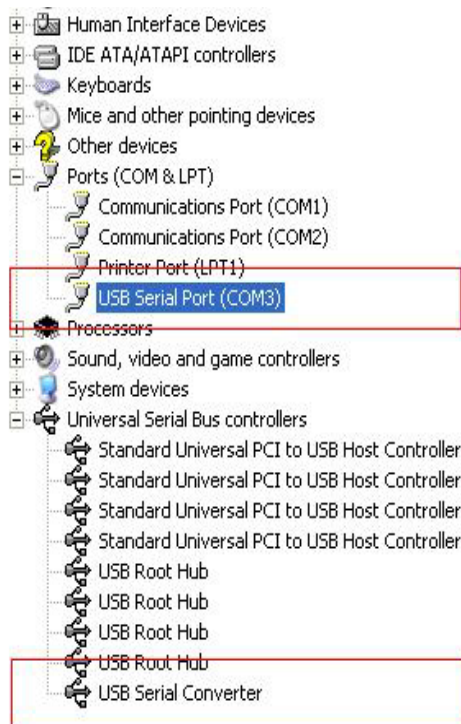 Human Interface Devices
IDE ATA/ATAPI controllers
Keyboards
Mice and other pointing devices
Other devices
Ports (COM & LPT)
Communications Port (COM1)
Communications Port (COM2)
Printer Port (LPT1)
USB Serial Port (COM3)
Processors
Sound, video and game controllers
System devices
Universal Serial Bus controllers
Standard Universal PCI to USB Host Controller
Standard Universal PCI to USB Host Controller
Standard Universal PCI to USB Host Controller
Standard Universal PCI to USB Host Controller
USB Root Hub
USB Root Hub
USB Root Hub
USB Root Hub
USB Serial Converter